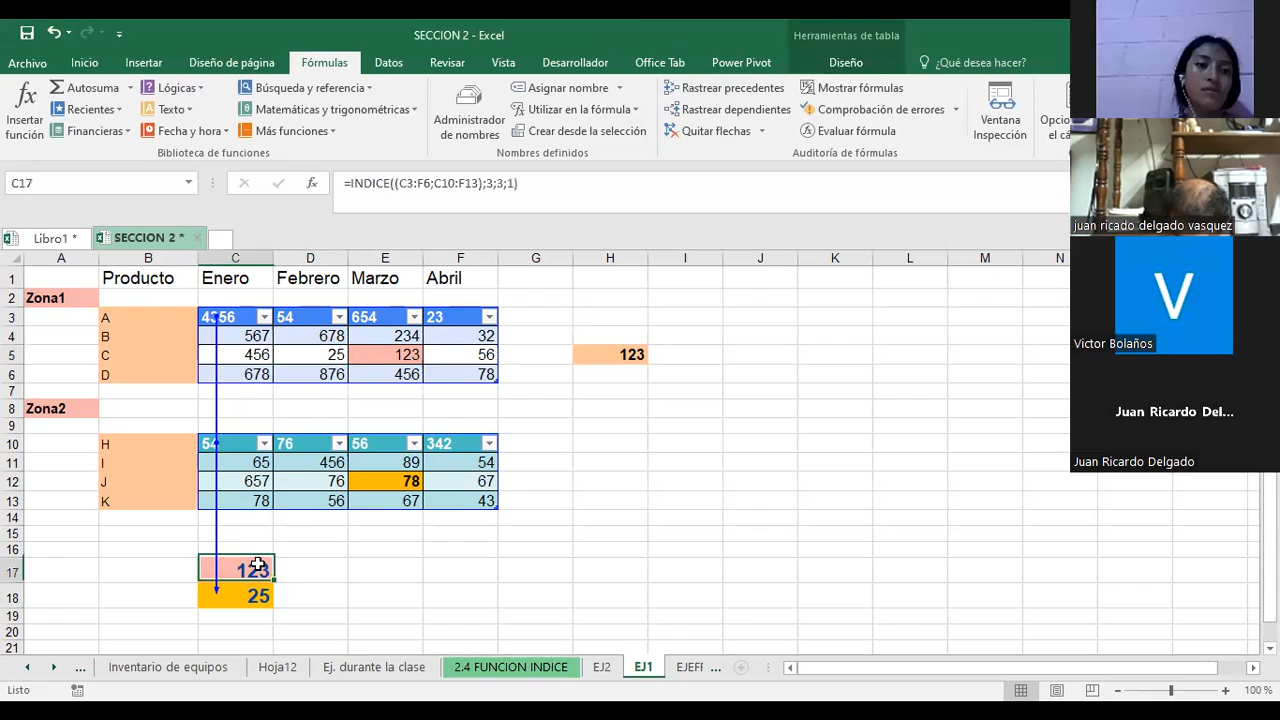 SECCION 2 - Excel
Herramientas de tabla
Archivo Inicio Insertar Diseño de página Fórmulas Datos Revisar Vista Desarrollador Office Tab Power Pivot Diseño ¿Qué desea hacer?
Insertar función
Autosuma
Recientes
Financieras
Lógicas
Texto
Fecha y hora
Búsqueda y referencia
Matemáticas y trigonométricas
Más funciones
Biblioteca de funciones
Administrador de nombres
Asignar nombre
Utilizar en la fórmula
Crear desde la selección
Nombres definidos
Rastrear precedentes
Rastrear dependientes
Quitar flechas
Mostrar fórmulas
Comprobación de errores
Evaluar fórmula
Auditoría de fórmulas
Ventana Inspección
C17 fx =INDICE((C3:F6;C10:F13);3;3;1)
Libro1 * SECCION 2 *
A B C D E F G H I J K L M N
1 Producto Enero Febrero Marzo Abril
2 Zona1
3 A 4356 54 654 23
4 B 567 678 234 32
5 C 456 25 123 56 123
6 D 678 876 456 78
7
8 Zona2
9
10 H 54 76 56 342
11 I 65 456 89 54
12 J 657 76 78 67
13 K 78 56 67 43
14
15
16
17 123
18 25
19
20
21
... Inventario de equipos Hoja12 Ej. durante la clase 2.4 FUNCION INDICE EJ2 EJ1 EJEFI ...
Listo 100 %
juan ricado delgado vasquez
V
Victor Bolaños
Juan Ricardo Del...
Juan Ricardo Delgado